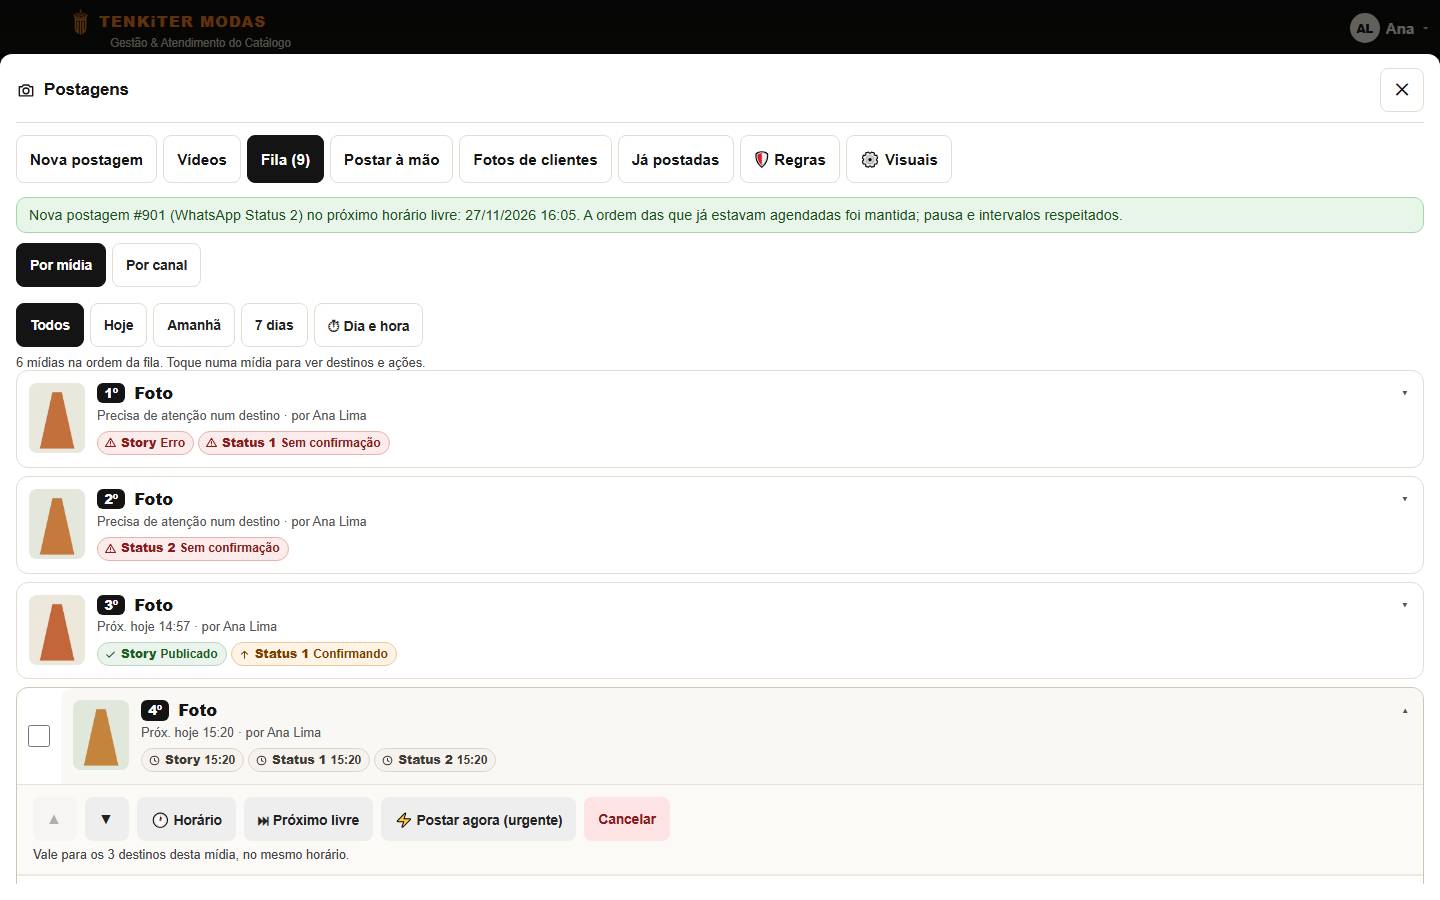 TENKiTER MODAS
Gestão & Atendimento do Catálogo
AL Ana
Postagens
Nova postagem
Vídeos
Fila (9)
Postar à mão
Fotos de clientes
Já postadas
Regras
Visuais
Nova postagem #901 (WhatsApp Status 2) no próximo horário livre: 27/11/2026 16:05. A ordem das que já estavam agendadas foi mantida; pausa e intervalos respeitados.
Por mídia
Por canal
Todos
Hoje
Amanhã
7 dias
Dia e hora
6 mídias na ordem da fila. Toque numa mídia para ver destinos e ações.
1º Foto
Precisa de atenção num destino · por Ana Lima
Story Erro
Status 1 Sem confirmação
2º Foto
Precisa de atenção num destino · por Ana Lima
Status 2 Sem confirmação
3º Foto
Próx. hoje 14:57 · por Ana Lima
Story Publicado
Status 1 Confirmando
4º Foto
Próx. hoje 15:20 · por Ana Lima
Story 15:20
Status 1 15:20
Status 2 15:20
Horário
Próximo livre
Postar agora (urgente)
Cancelar
Vale para os 3 destinos desta mídia, no mesmo horário.